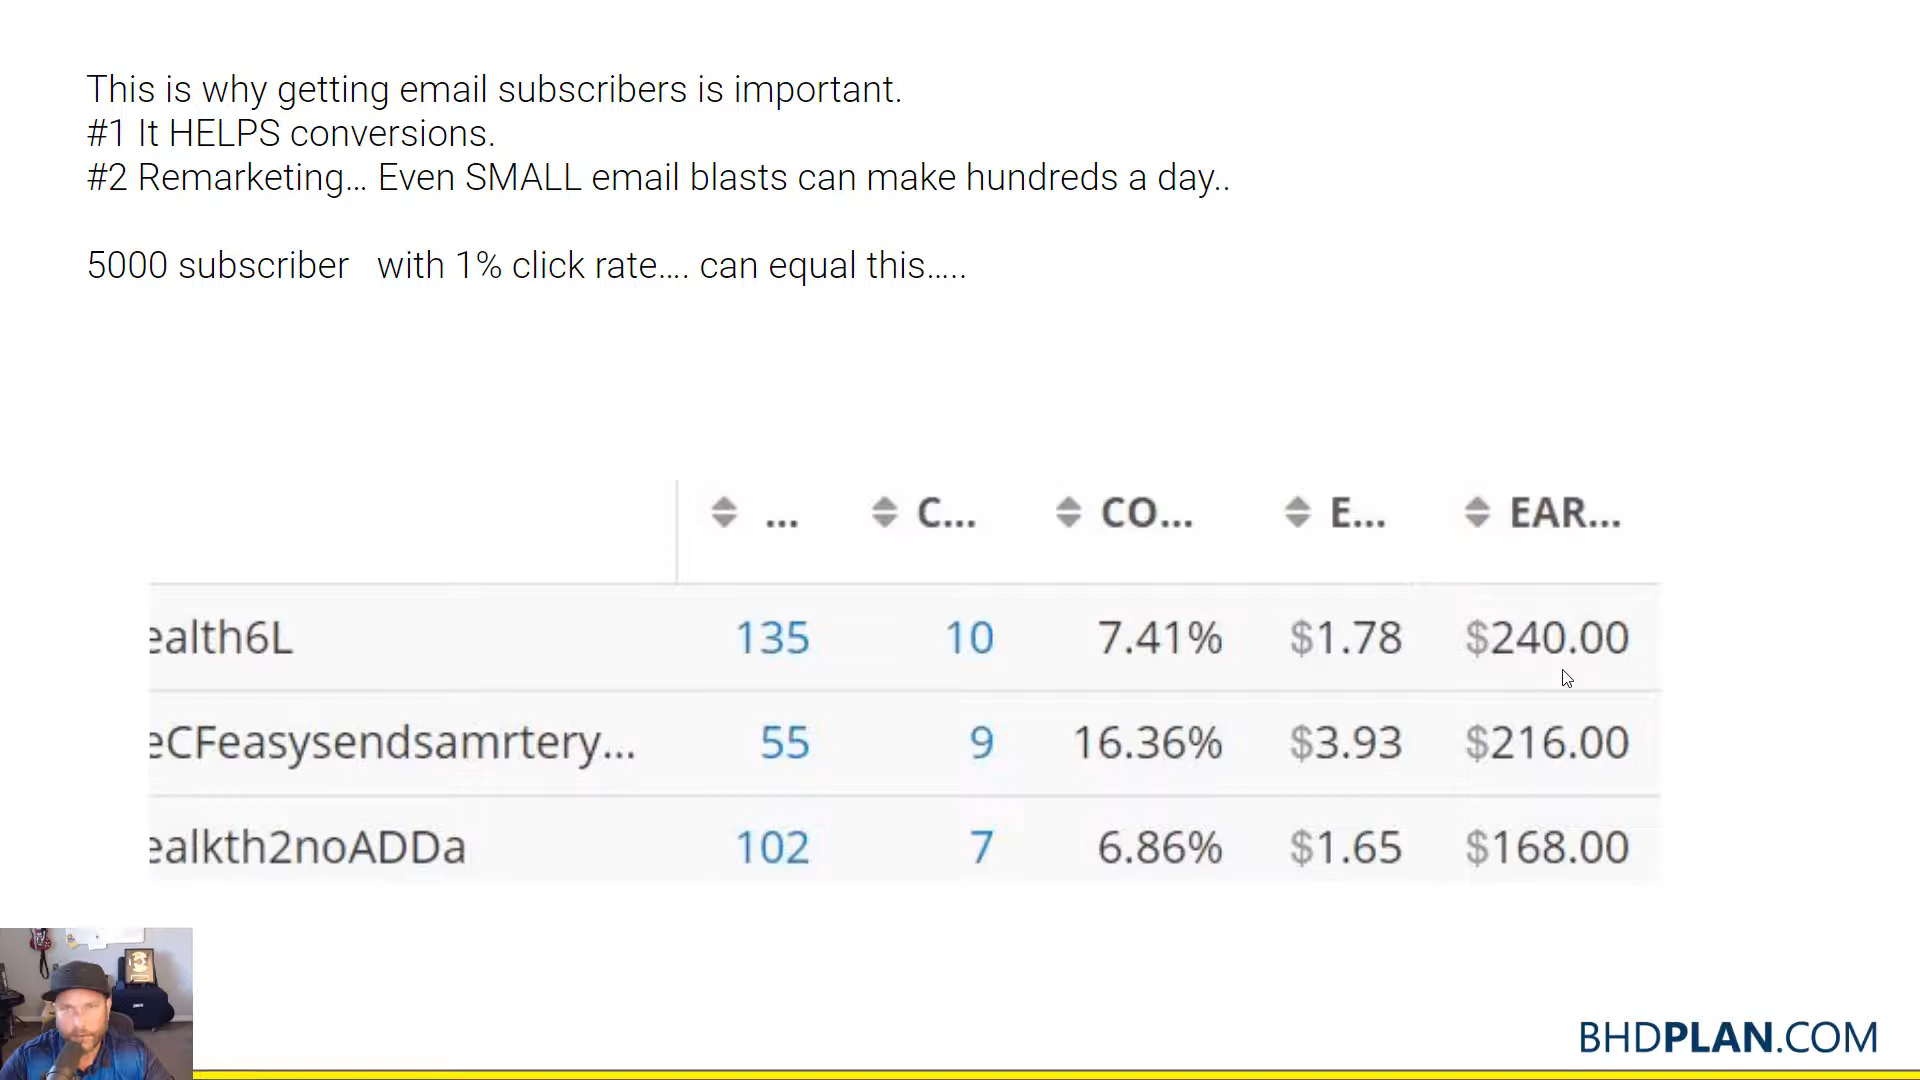 This is why getting email subscribers is important.
#1 It HELPS conversions.
#2 Remarketing... Even SMALL email blasts can make hundreds a day..
5000 subscriber with 1% click rate.... can equal this.....
... C... CO... E... EAR...
ealth6L 135 10 7.41% $1.78 $240.00
eCFeasysendsamrtery... 55 9 16.36% $3.93 $216.00
ealkth2noADDa 102 7 6.86% $1.65 $168.00
BHDPLAN.COM